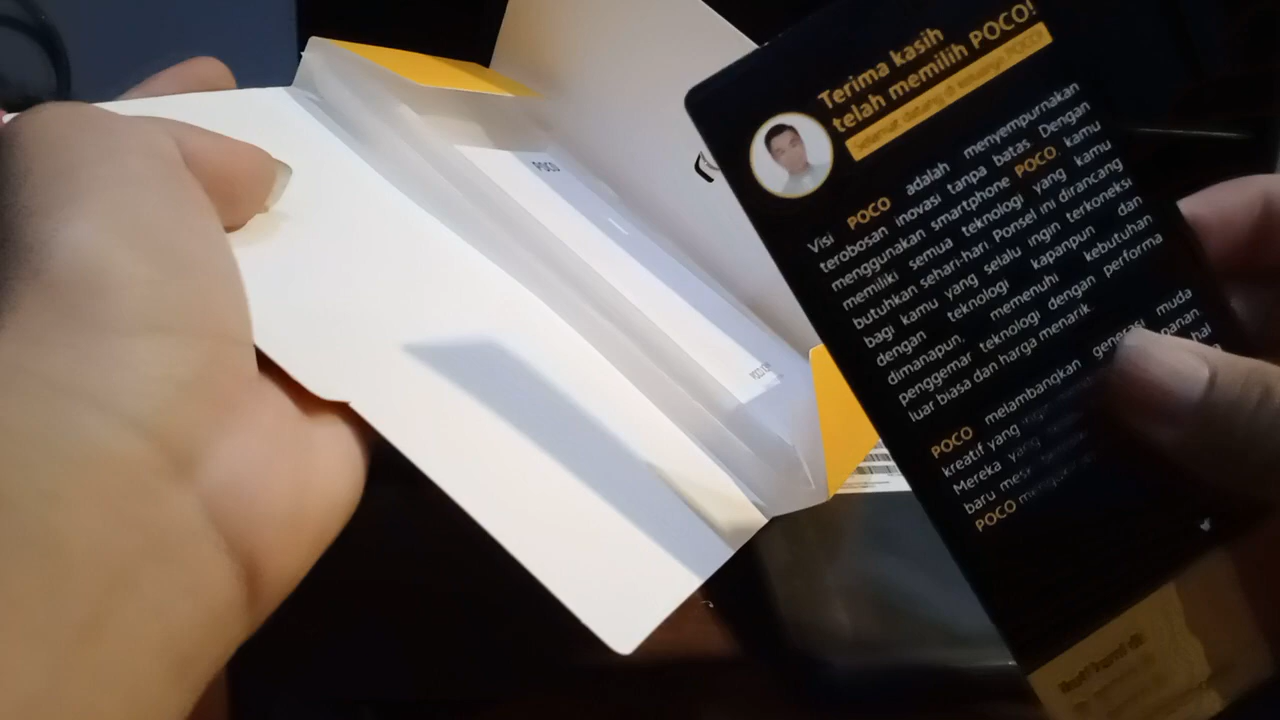 POCO
Terima kasih
telah memilih POCO!
Selamat datang di keluarga POCO!
Visi POCO adalah menyempurnakan
terobosan inovasi tanpa batas. Dengan
menggunakan smartphone POCO, kamu
memiliki semua teknologi yang kamu
butuhkan sehari-hari. Ponsel ini dirancang
bagi kamu yang selalu ingin terkoneksi
dengan teknologi kapanpun dan
dimanapun, memenuhi kebutuhan
penggemar teknologi dengan performa
luar biasa dan harga menarik.
POCO melambangkan generasi muda
kreatif yang
Mereka yang hal
baru
POCO